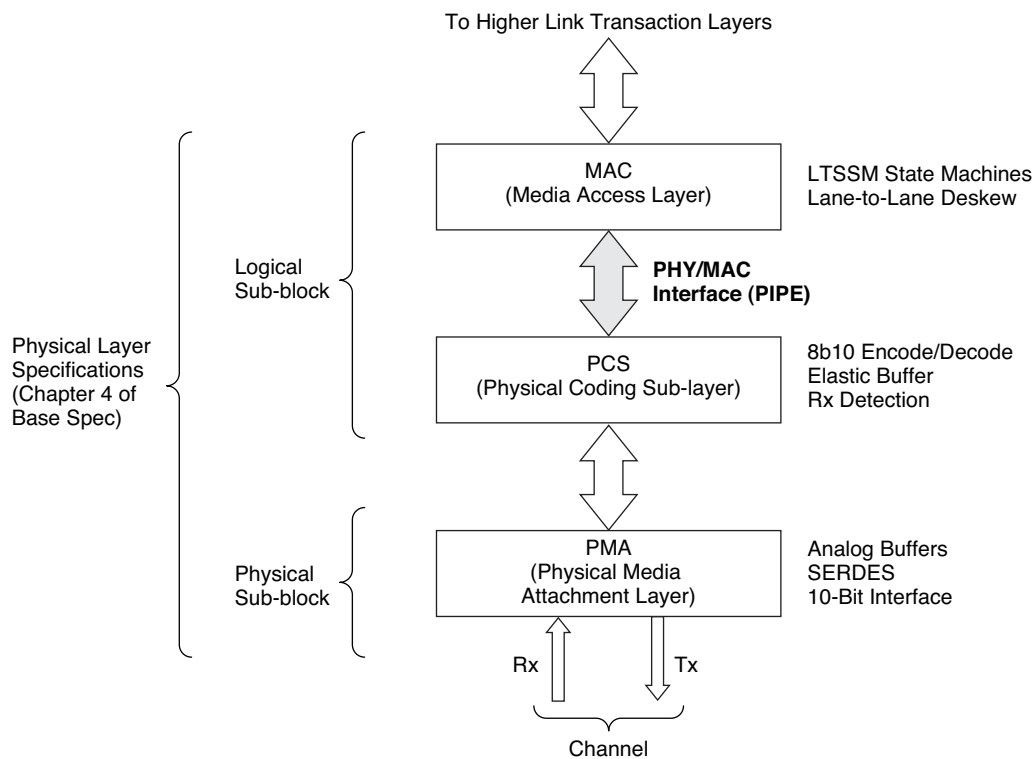 To Higher Link Transaction Layers
MAC
(Media Access Layer)
LTSSM State Machines
Lane-to-Lane Deskew
Logical
Sub-block
PHY/MAC
Interface (PIPE)
Physical Layer
Specifications
(Chapter 4 of
Base Spec)
PCS
(Physical Coding Sub-layer)
8b10 Encode/Decode
Elastic Buffer
Rx Detection
Physical
Sub-block
PMA
(Physical Media
Attachment Layer)
Analog Buffers
SERDES
10-Bit Interface
Rx
Tx
Channel